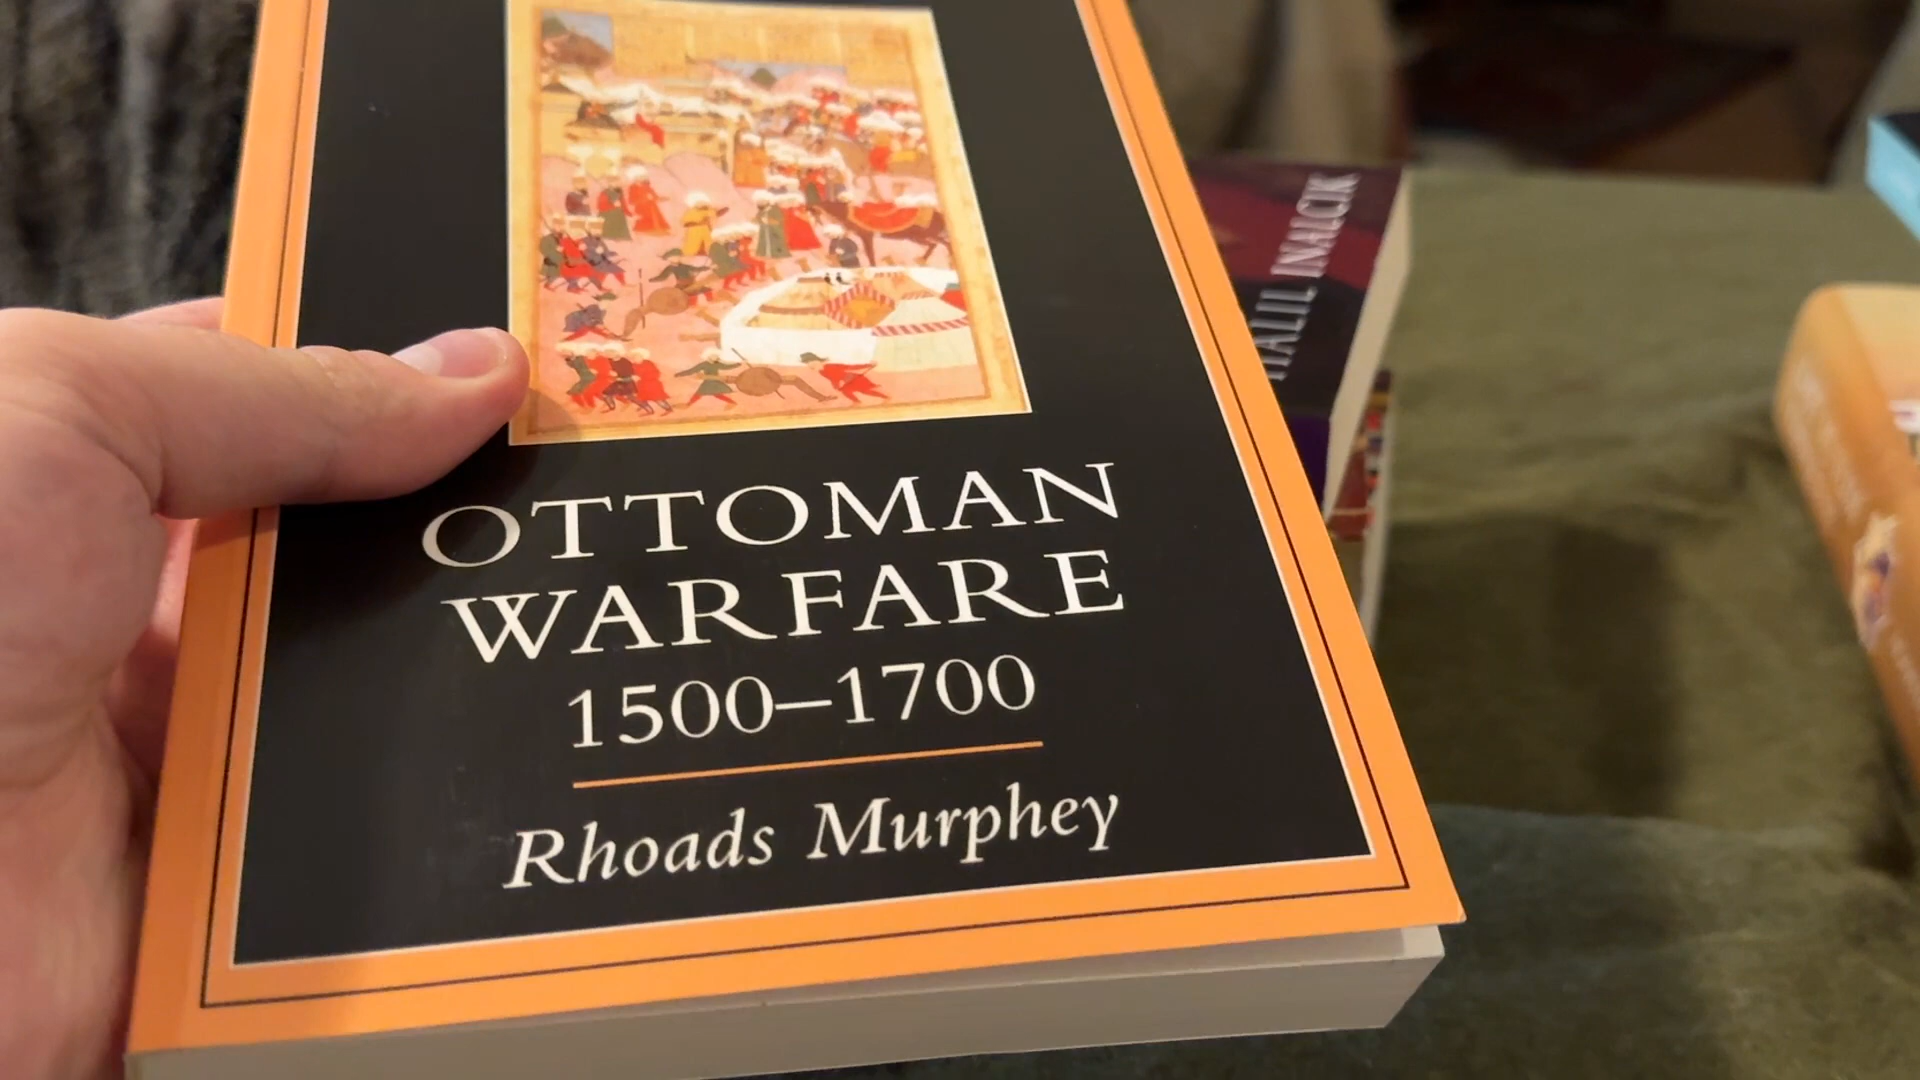 OTTOMAN
WARFARE
1500–1700
Rhoads Murphey
HALIL INALCIK